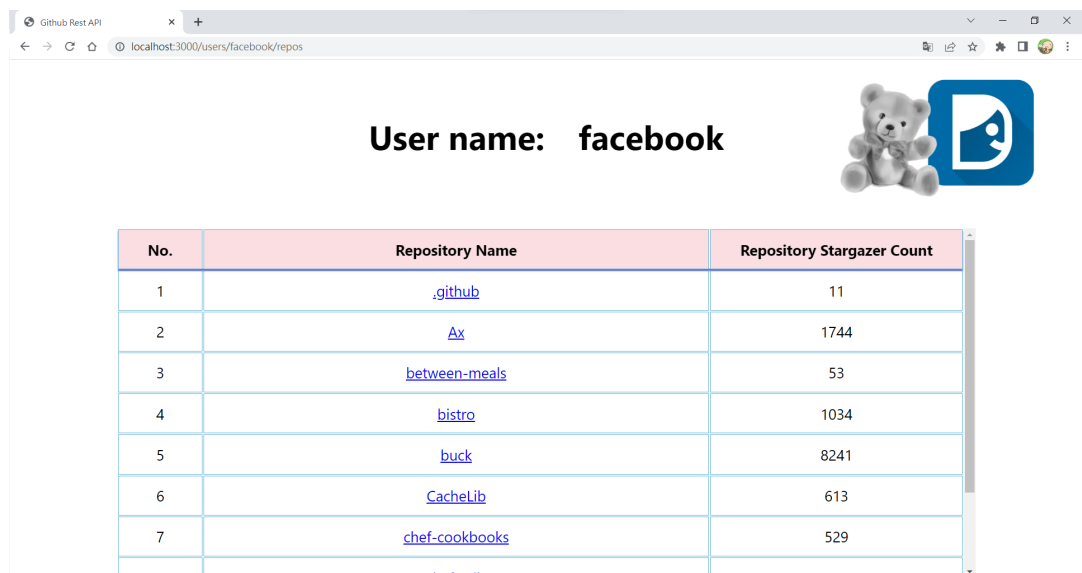 Github Rest API
localhost:3000/users/facebook/repos
User name: facebook
No. Repository Name Repository Stargazer Count
1 .github 11
2 Ax 1744
3 between-meals 53
4 bistro 1034
5 buck 8241
6 CacheLib 613
7 chef-cookbooks 529